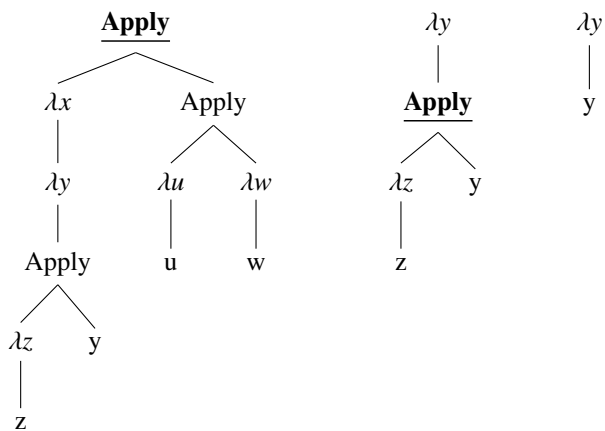 Apply λy λy
λx Apply Apply y
λy λu λw λz y
Apply u w z
λz y
z